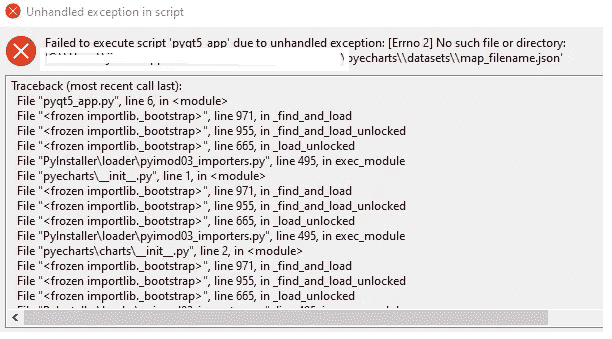 Unhandled exception in script
Failed to execute script 'pyqt5_app' due to unhandled exception: [Errno 2] No such file or directory:
pyecharts\\datasets\\map_filename.json'
Traceback (most recent call last):
File "pyqt5_app.py", line 6, in <module>
File "<frozen importlib._bootstrap>", line 971, in _find_and_load
File "<frozen importlib._bootstrap>", line 955, in _find_and_load_unlocked
File "<frozen importlib._bootstrap>", line 665, in _load_unlocked
File "PyInstaller\loader\pyimod03_importers.py", line 495, in exec_module
File "pyecharts\__init__.py", line 1, in <module>
File "<frozen importlib._bootstrap>", line 971, in _find_and_load
File "<frozen importlib._bootstrap>", line 955, in _find_and_load_unlocked
File "<frozen importlib._bootstrap>", line 665, in _load_unlocked
File "PyInstaller\loader\pyimod03_importers.py", line 495, in exec_module
File "pyecharts\charts\__init__.py", line 2, in <module>
File "<frozen importlib._bootstrap>", line 971, in _find_and_load
File "<frozen importlib._bootstrap>", line 955, in _find_and_load_unlocked
File "<frozen importlib._bootstrap>", line 665, in _load_unlocked